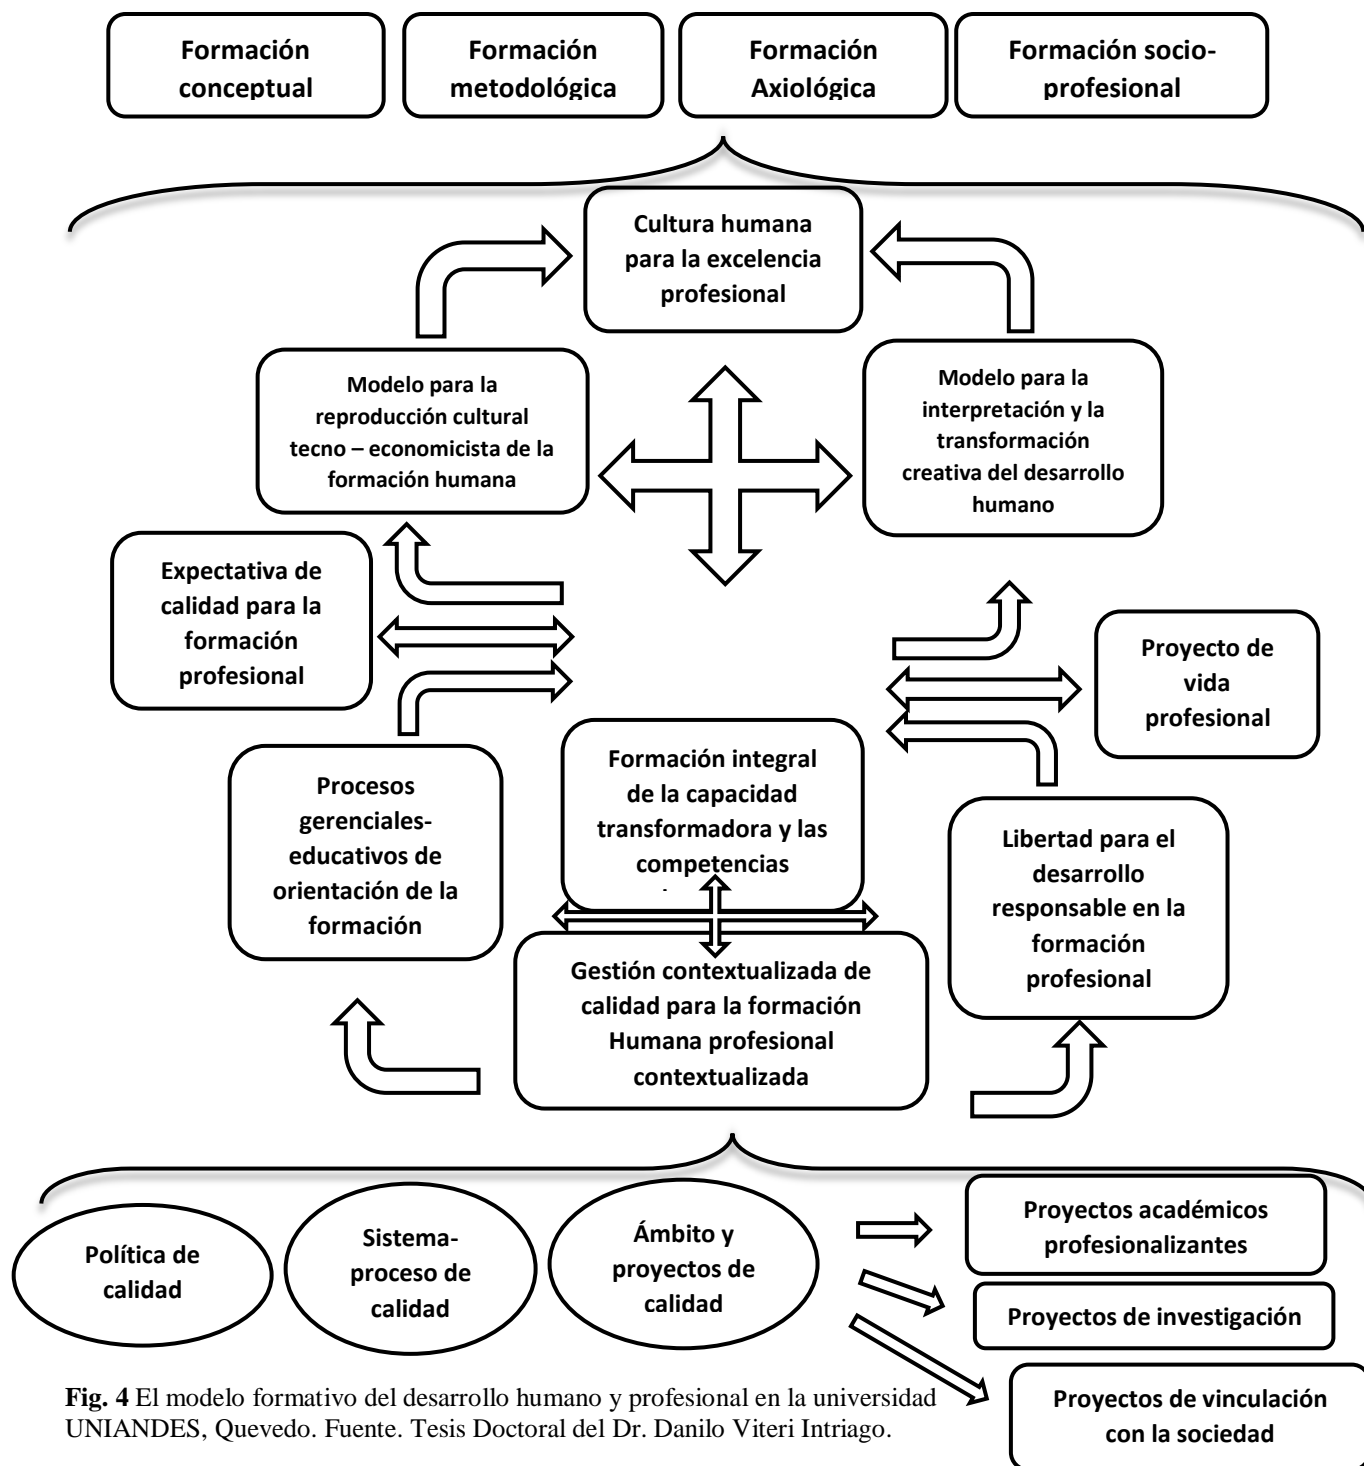 Formación
conceptual
Formación
metodológica
Formación
Axiológica
Formación socio-
profesional
Cultura humana
para la excelencia
profesional
Modelo para la
reproducción cultural
tecno – economicista de la
formación humana
Modelo para la
interpretación y la
transformación
creativa del desarrollo
humano
Expectativa de
calidad para la
formación
profesional
Proyecto de
vida
profesional
Procesos
gerenciales-
educativos de
orientación de la
formación
Formación integral
de la capacidad
transformadora y las
competencias
Libertad para el
desarrollo
responsable en la
formación
profesional
Gestión contextualizada de
calidad para la formación
Humana profesional
contextualizada
Política de
calidad
Sistema-
proceso de
calidad
Ámbito y
proyectos de
calidad
Proyectos académicos
profesionalizantes
Proyectos de investigación
Proyectos de vinculación
con la sociedad
Fig. 4 El modelo formativo del desarrollo humano y profesional en la universidad
UNIANDES, Quevedo. Fuente. Tesis Doctoral del Dr. Danilo Viteri Intriago.